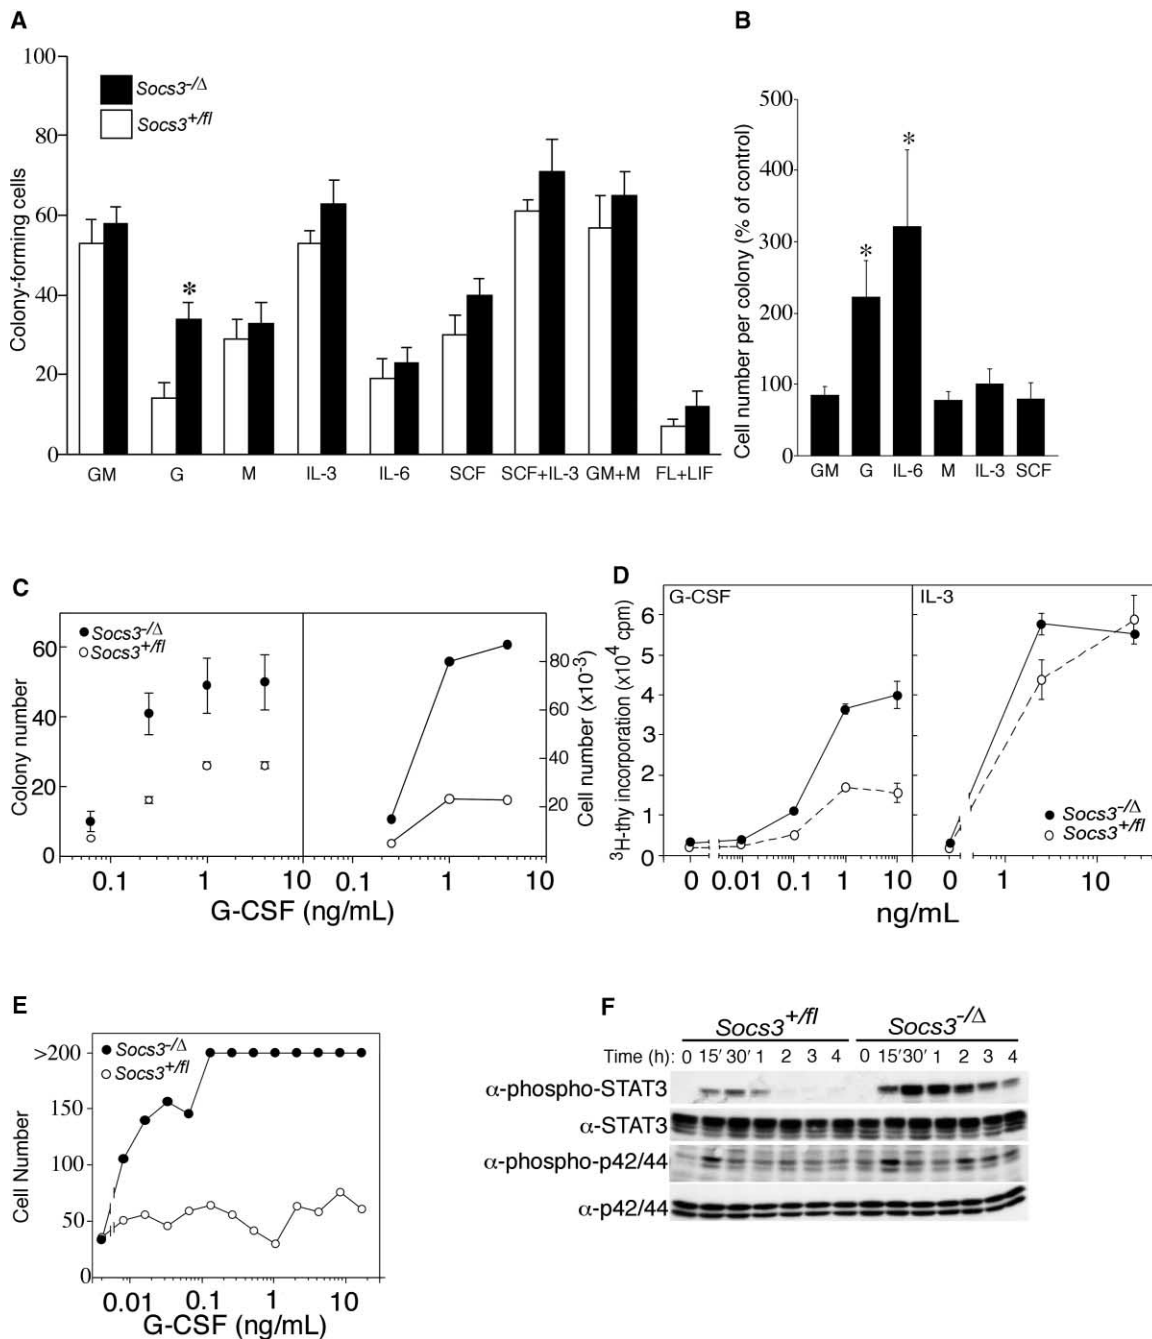 A
100
80
60
40
20
0
Colony-forming cells
Socs3-/Δ
Socs3+/fl
*
GM G M IL-3 IL-6 SCF SCF+IL-3 GM+M FL+LIF
B
500
400
300
200
100
0
Cell number per colony (% of control)
* *
GM G IL-6 M IL-3 SCF
C
Socs3-/Δ
Socs3+/fl
60
40
20
0
Colony number
80
60
40
20
Cell number (x10-3)
0.1 1 10 0.1 1 10
G-CSF (ng/mL)
D
G-CSF IL-3
6
5
4
3
2
1
0
3H-thy incorporation (x104 cpm)
Socs3-/Δ
Socs3+/fl
0 0.01 0.1 1 10 0 1 10
ng/mL
E
Socs3-/Δ
Socs3+/fl
>200
150
100
50
0
Cell Number
0.01 0.1 1 10
G-CSF (ng/mL)
F
Socs3+/fl Socs3-/Δ
Time (h): 0 15′ 30′ 1 2 3 4 0 15′ 30′ 1 2 3 4
α-phospho-STAT3
α-STAT3
α-phospho-p42/44
α-p42/44